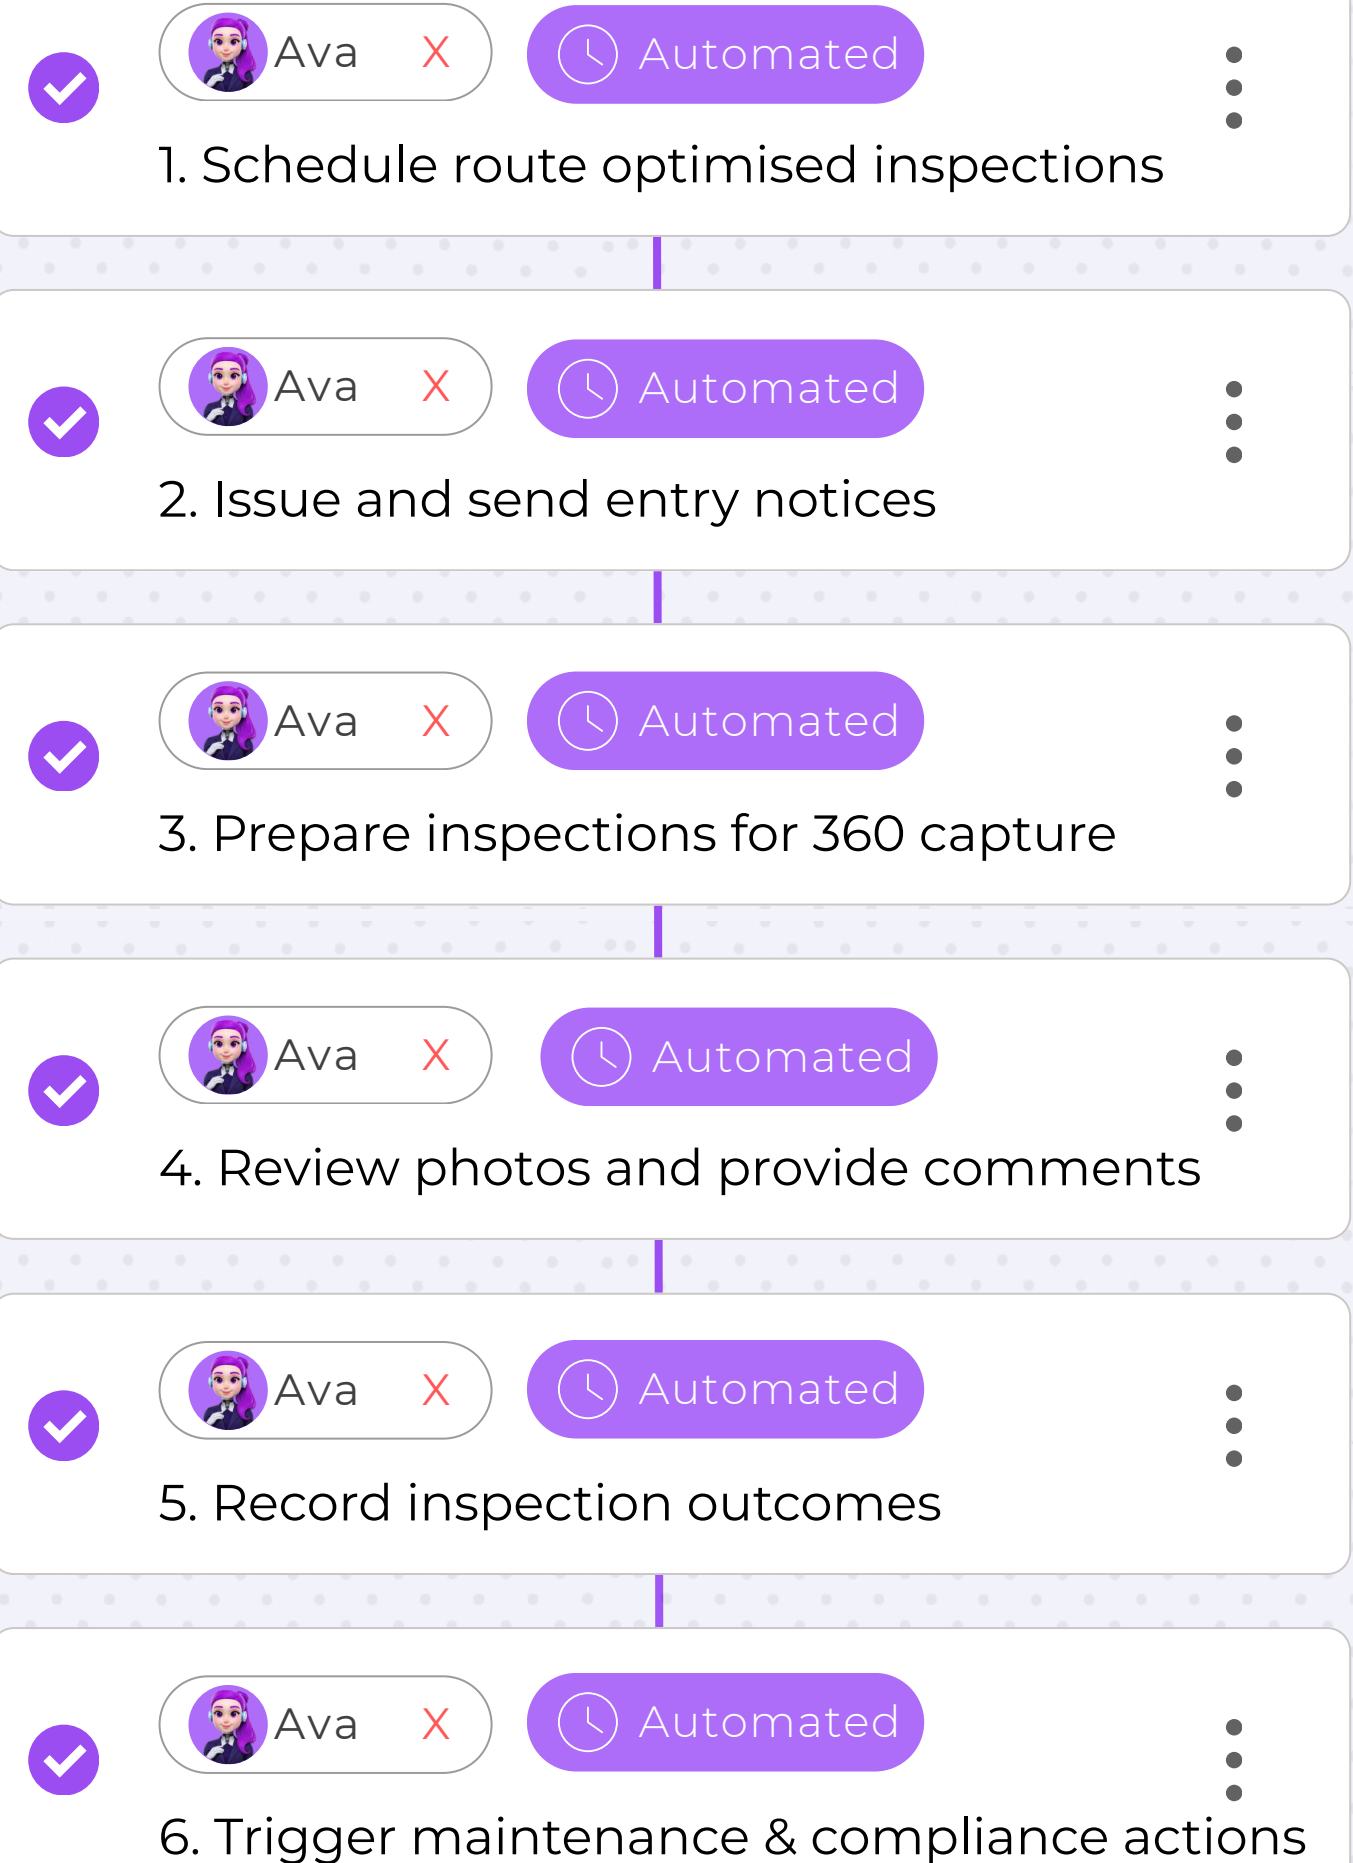 Ava X Automated
1. Schedule route optimised inspections
Ava X Automated
2. Issue and send entry notices
Ava X Automated
3. Prepare inspections for 360 capture
Ava X Automated
4. Review photos and provide comments
Ava X Automated
5. Record inspection outcomes
Ava X Automated
6. Trigger maintenance & compliance actions